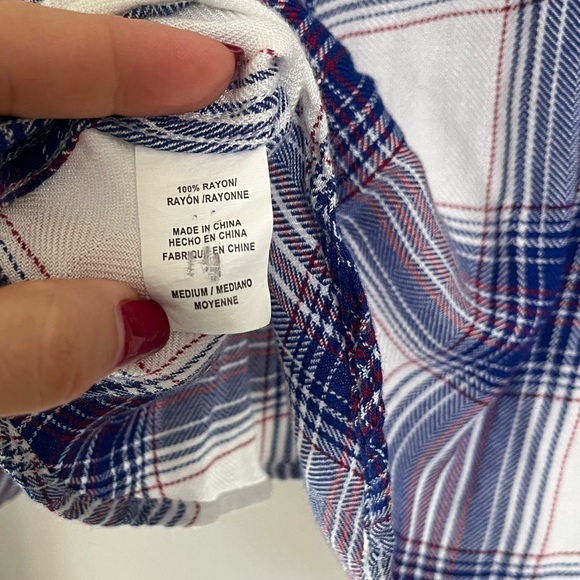 100% RAYON/
RAYÓN /RAYONNE
MADE IN CHINA
HECHO EN CHINA
FABRIQUÉ EN CHINE
MEDIUM / MEDIANO
MOYENNE